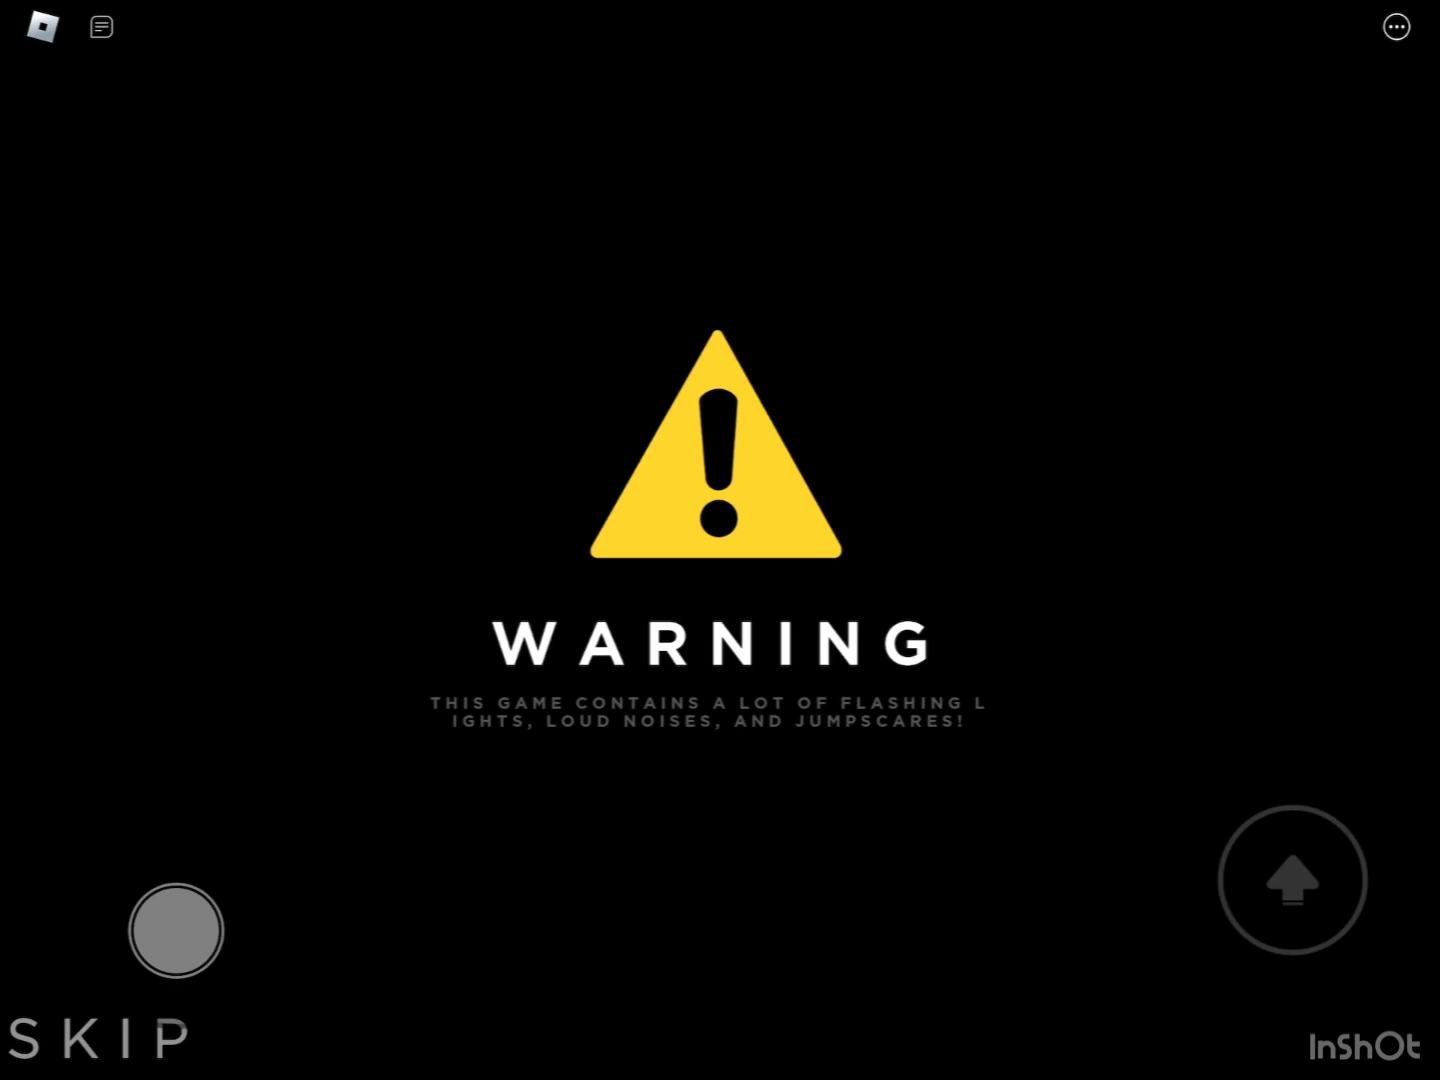 WARNING
THIS GAME CONTAINS A LOT OF FLASHING L
IGHTS, LOUD NOISES, AND JUMPSCARES!
SKIP
InShOt